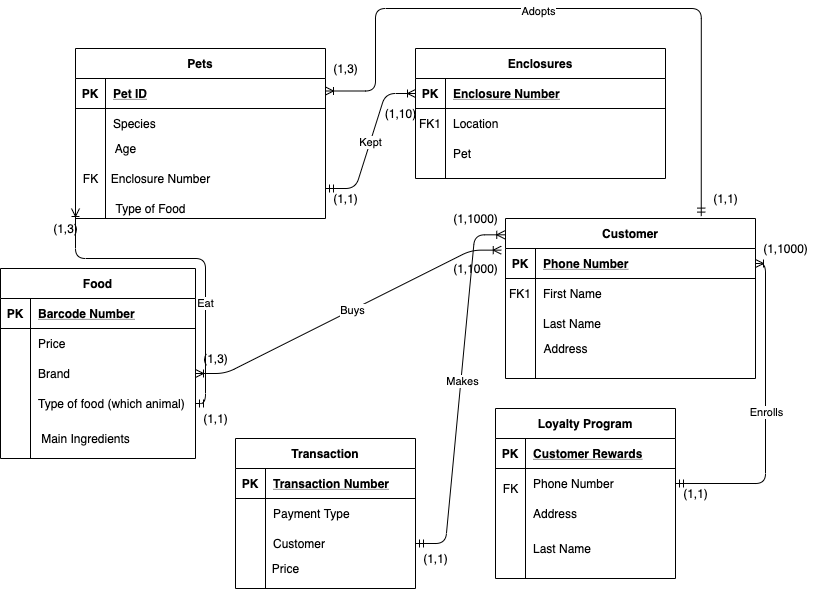 Adopts
Pets
(1,3)
Enclosures
PK Pet ID
PK Enclosure Number
(1,10)
Species
FK1 Location
Age
Kept
Pet
FK Enclosure Number
(1,1)
(1,1)
Type of Food
(1,3)
(1,1000)
Customer
(1,1000)
PK Phone Number
(1,1000)
Food
FK1 First Name
Eat
PK Barcode Number
Buys
Last Name
Price
Address
(1,3)
Brand
Makes
Type of food (which animal)
(1,1)
Enrolls
Loyalty Program
Main Ingredients
Transaction
PK Customer Rewards
PK Transaction Number
FK Phone Number
(1,1)
Payment Type
Address
Customer
Last Name
(1,1)
Price